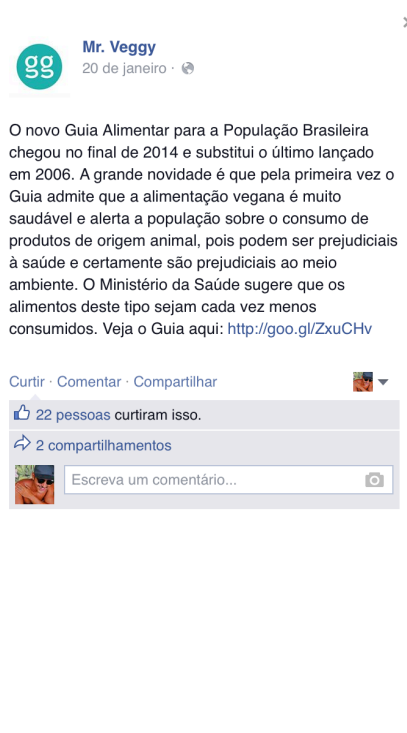 gg
Mr. Veggy
20 de janeiro ·
O novo Guia Alimentar para a População Brasileira
chegou no final de 2014 e substitui o último lançado
em 2006. A grande novidade é que pela primeira vez o
Guia admite que a alimentação vegana é muito
saudável e alerta a população sobre o consumo de
produtos de origem animal, pois podem ser prejudiciais
à saúde e certamente são prejudiciais ao meio
ambiente. O Ministério da Saúde sugere que os
alimentos deste tipo sejam cada vez menos
consumidos. Veja o Guia aqui: http://goo.gl/ZxuCHv
Curtir · Comentar · Compartilhar
22 pessoas curtiram isso.
2 compartilhamentos
Escreva um comentário...